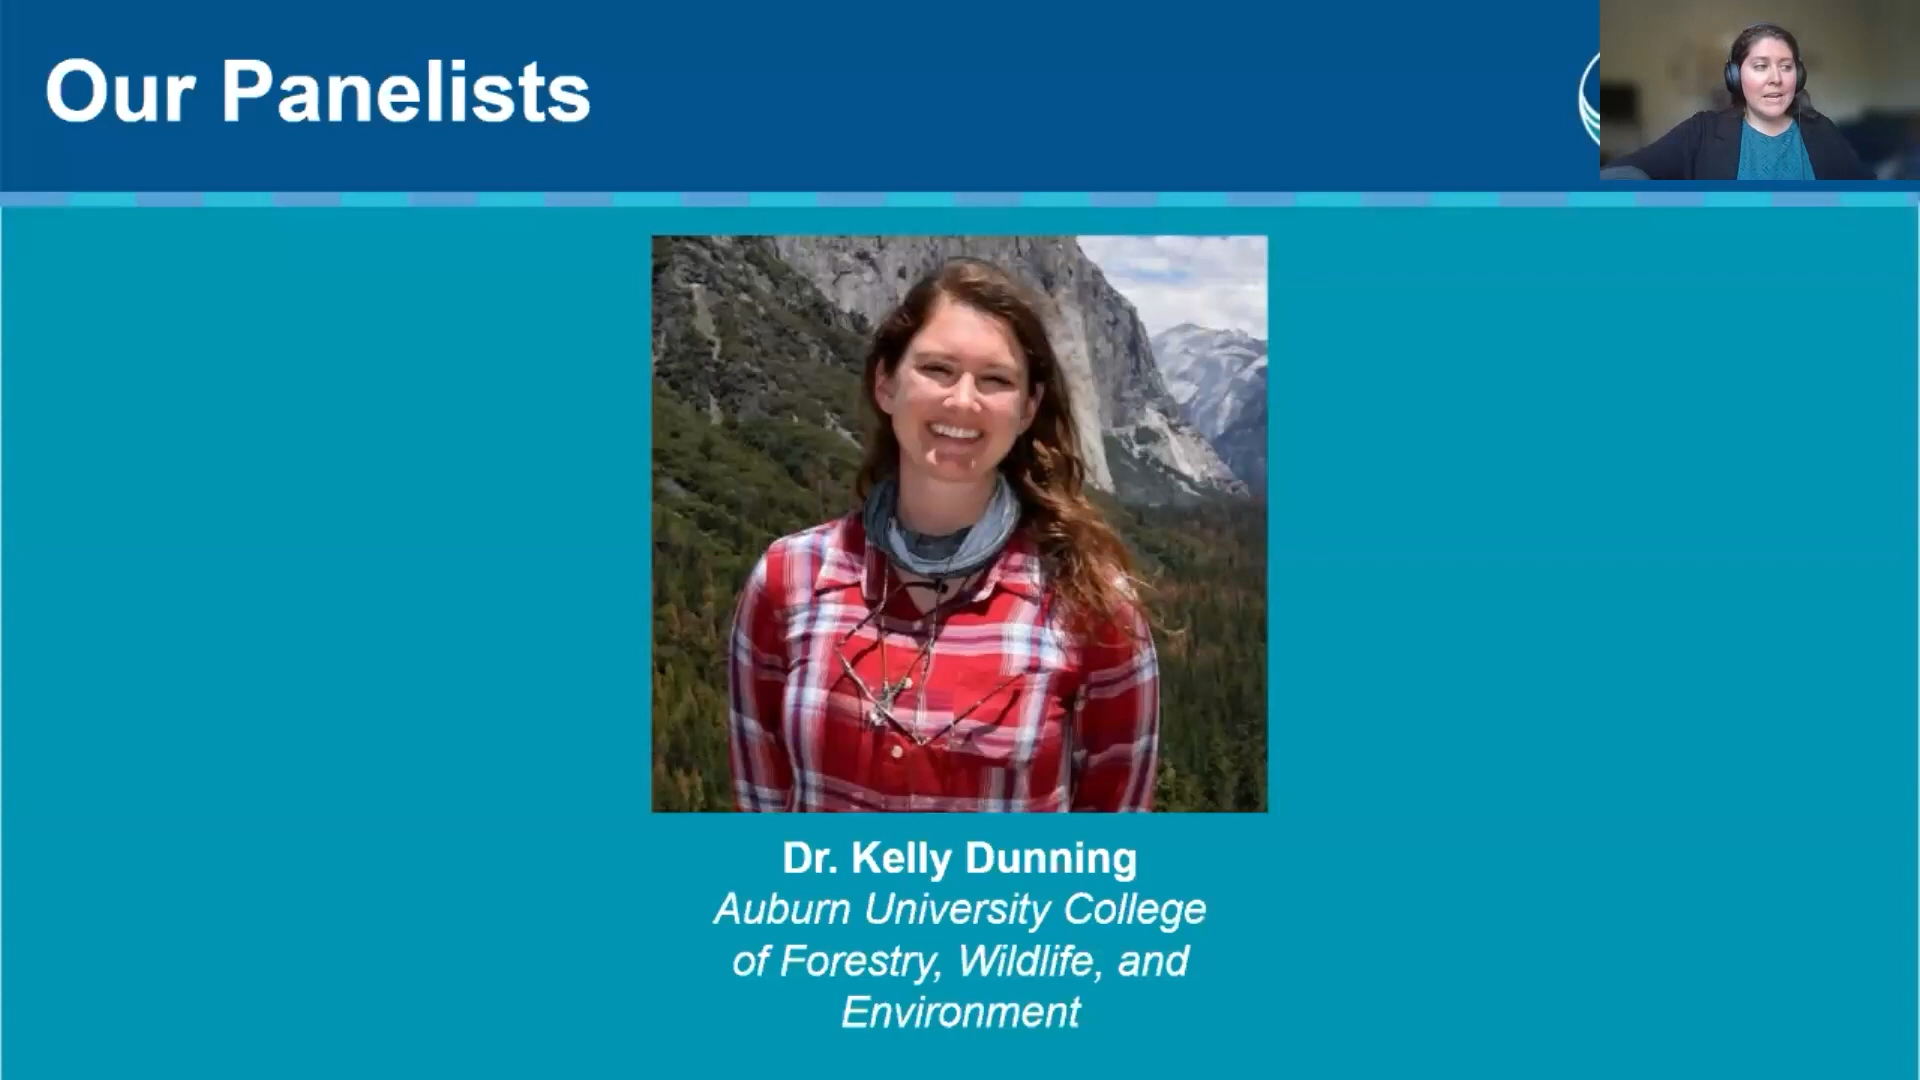 Our Panelists
Dr. Kelly Dunning
Auburn University College
of Forestry, Wildlife, and
Environment